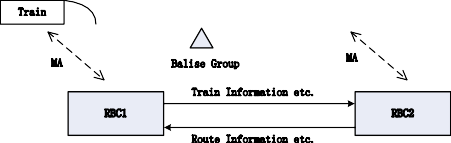 Train
MA
Balise Group
MA
Train Information etc.
RBC1
RBC2
Route Information etc.